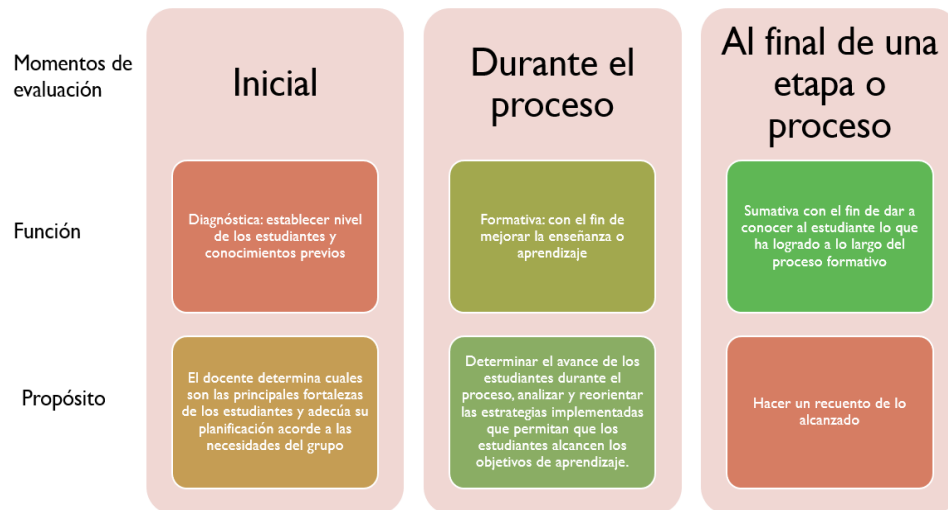 Momentos de
evaluación
Inicial
Durante el
proceso
Al final de una
etapa o
proceso
Función
Diagnóstica: establecer nivel
de los estudiantes y
conocimientos previos
Formativa: con el fin de
mejorar la enseñanza o
aprendizaje
Sumativa con el fin de dar a
conocer al estudiante lo que
ha logrado a lo largo del
proceso formativo
Propósito
El docente determina cuales
son las principales fortalezas
de los estudiantes y adecúa su
planificación acorde a las
necesidades del grupo
Determinar el avance de los
estudiantes durante el
proceso, analizar y reorientar
las estrategias implementadas
que permitan que los
estudiantes alcancen los
objetivos de aprendizaje.
Hacer un recuento de lo
alcanzado